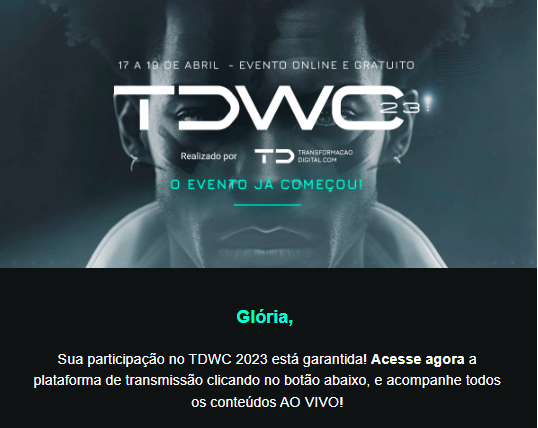 17 A 19 DE ABRIL - EVENTO ONLINE E GRATUITO
TDWC 23!
Realizado por TD TRANSFORMAÇÃO
DIGITAL.COM
O EVENTO JÁ COMEÇOU!
Glória,
Sua participação no TDWC 2023 está garantida! Acesse agora a
plataforma de transmissão clicando no botão abaixo, e acompanhe todos
os conteúdos AO VIVO!